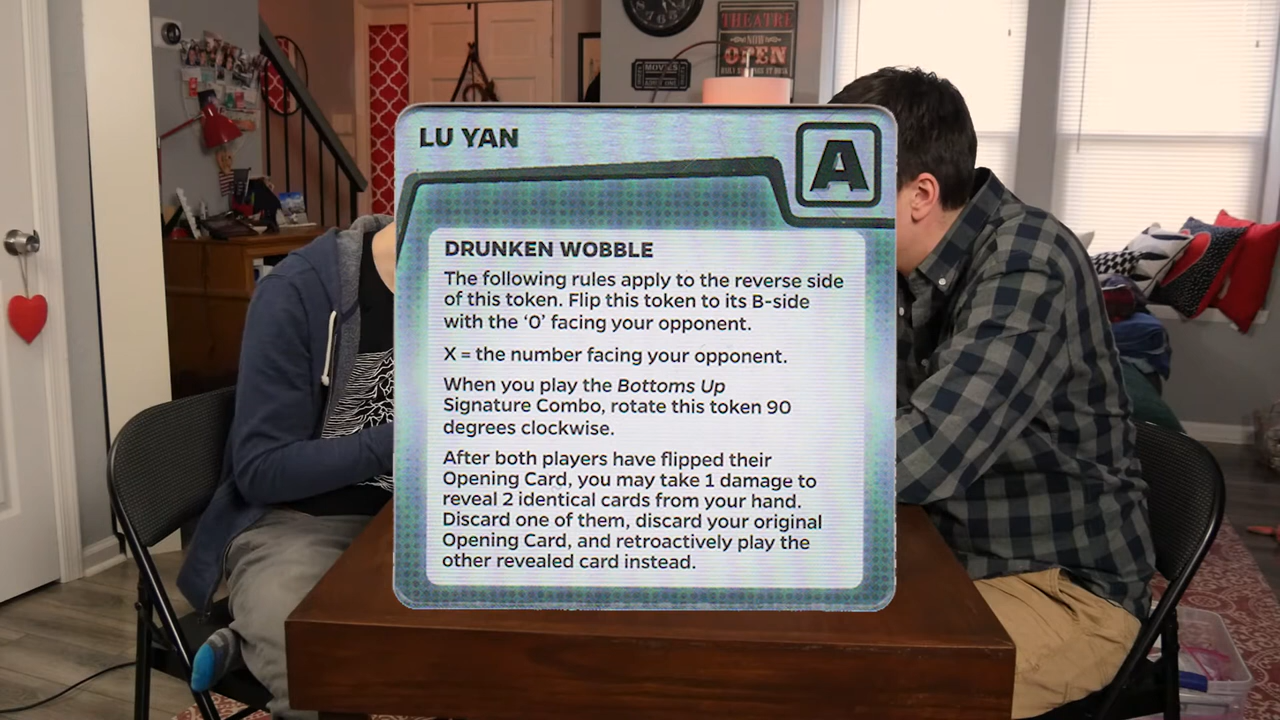 THEATRE
NOW
OPEN
MOVIES
LU YAN
A
DRUNKEN WOBBLE
The following rules apply to the reverse side
of this token. Flip this token to its B-side
with the ‘0’ facing your opponent.
X = the number facing your opponent.
When you play the Bottoms Up
Signature Combo, rotate this token 90
degrees clockwise.
After both players have flipped their
Opening Card, you may take 1 damage to
reveal 2 identical cards from your hand.
Discard one of them, discard your original
Opening Card, and retroactively play the
other revealed card instead.